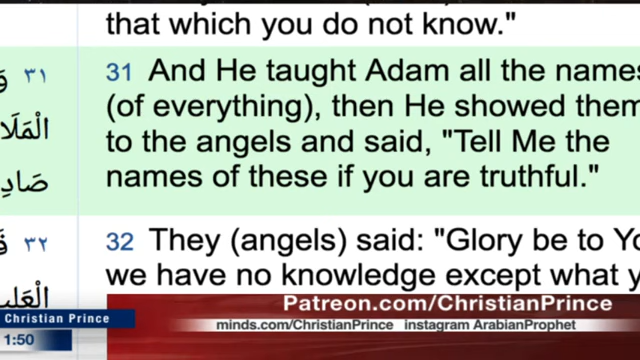 that which you do not know."
٣١
31 And He taught Adam all the names
(of everything), then He showed them
to the angels and said, "Tell Me the
names of these if you are truthful."
٣٢
32 They (angels) said: "Glory be to
we have no knowledge except what
Patreon.com/ChristianPrince
Christian Prince
minds.com/ChristianPrince instagram ArabianProphet
1:50